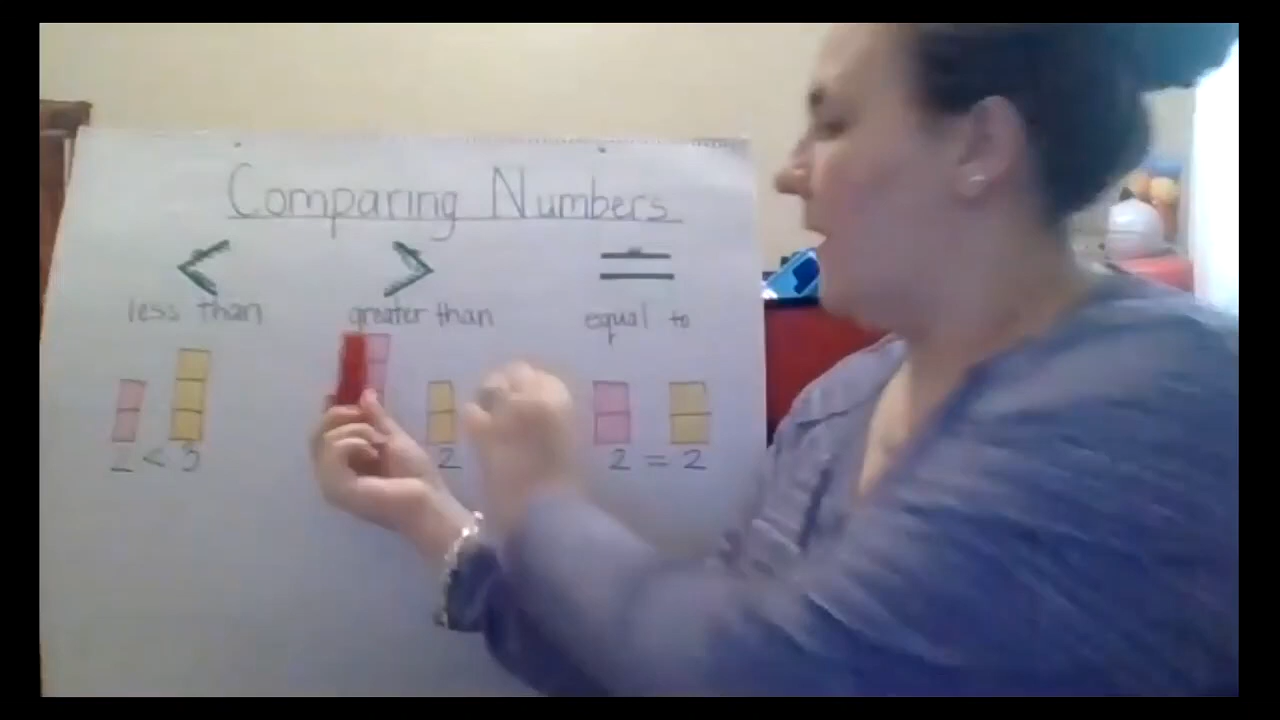 Comparing Numbers
< > =
less than greater than equal to
2 < 3 2 2 = 2